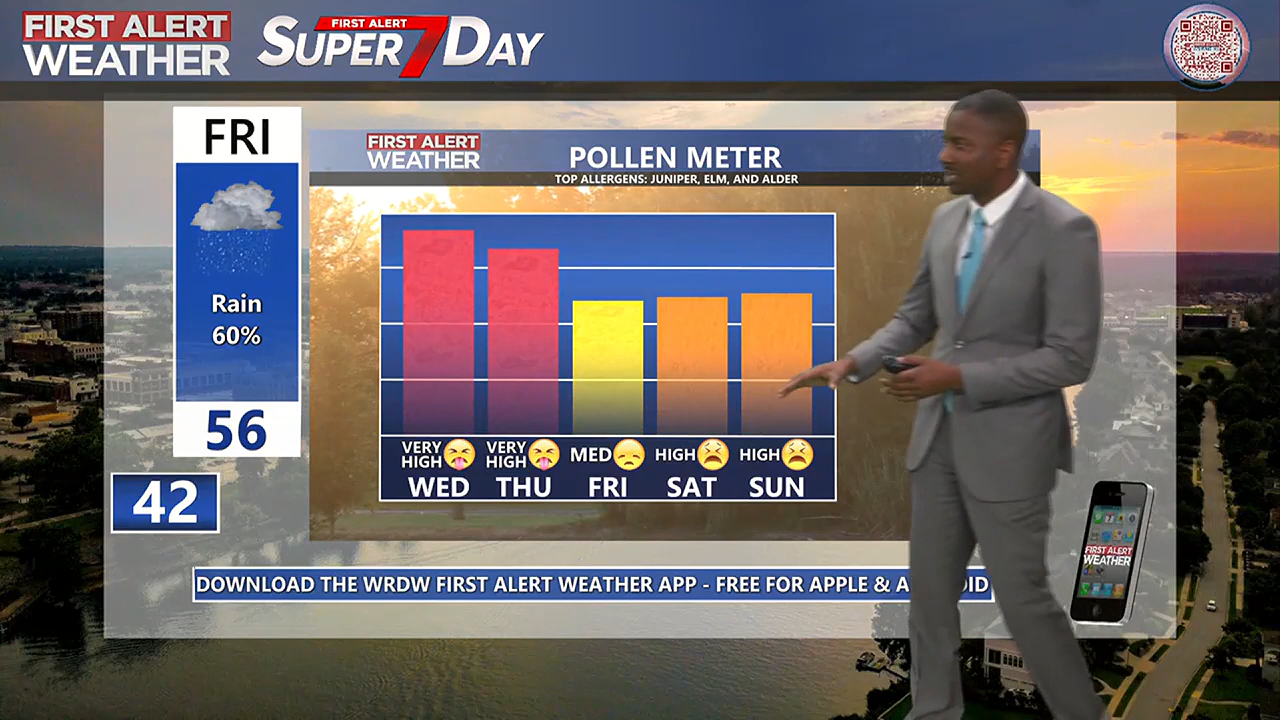 FIRST ALERT
WEATHER
FIRST ALERT
SUPER 7 DAY
FRI
Rain
60%
56
42
FIRST ALERT
WEATHER
POLLEN METER
TOP ALLERGENS: JUNIPER, ELM, AND ALDER
VERY HIGH
VERY HIGH
MED
HIGH
HIGH
WED THU FRI SAT SUN
DOWNLOAD THE WRDW FIRST ALERT WEATHER APP - FREE FOR APPLE &
FIRST ALERT
WEATHER